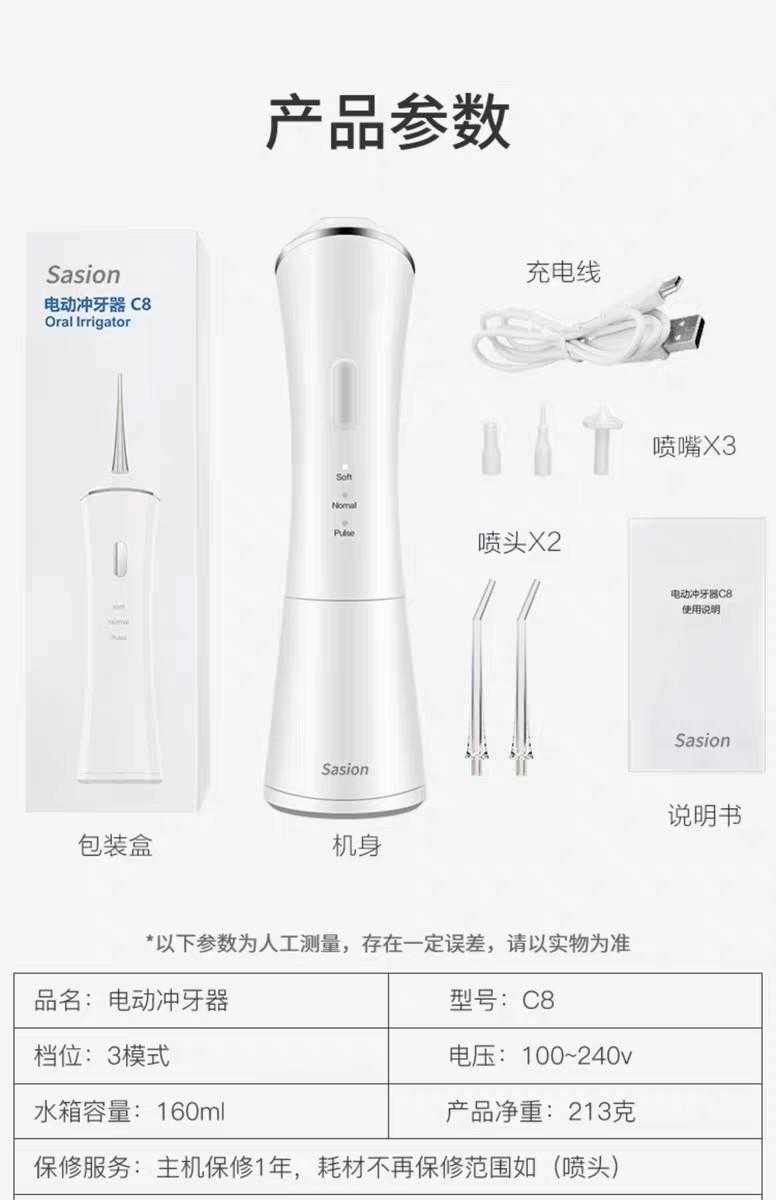 产品参数
Sasion
电动冲牙器 C8
Oral Irrigator
充电线
喷嘴X3
Soft
Nomal
Pulse
喷头X2
电动冲牙器C8
使用说明
Soft
Normal
Pulse
Sasion
Sasion
说明书
包装盒
机身
*以下参数为人工测量，存在一定误差，请以实物为准
品名：电动冲牙器
型号：C8
档位：3模式
电压：100~240v
水箱容量：160ml
产品净重：213克
保修服务：主机保修1年，耗材不再保修范围如（喷头）